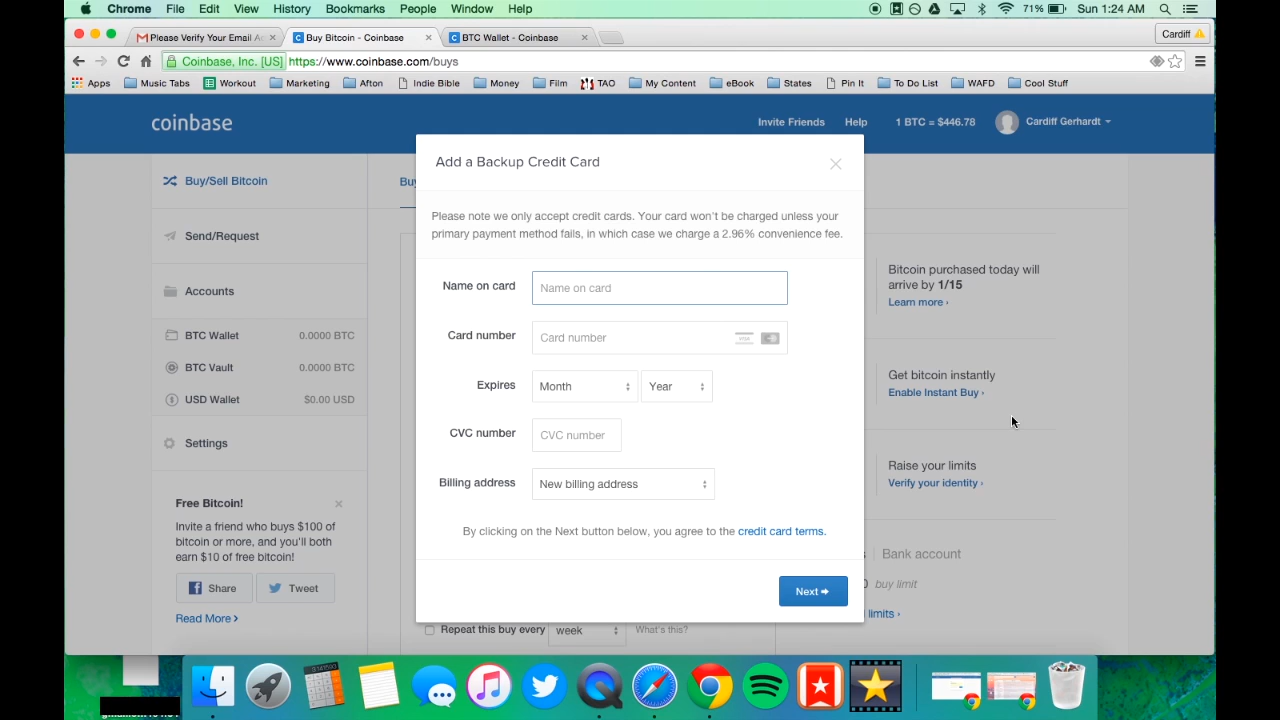 Chrome File Edit View History Bookmarks People Window Help 71% Sun 1:24 AM
Please Verify Your Email A
Buy Bitcoin - Coinbase
BTC Wallet - Coinbase
Cardiff
Coinbase, Inc. [US] https://www.coinbase.com/buys
Apps Music Tabs Workout Marketing Afton Indie Bible Money Film TAO My Content eBook States Pin It To Do List WAFD Cool Stuff
coinbase
Invite Friends Help 1 BTC = $446.78 Cardiff Gerhardt
Buy/Sell Bitcoin
Send/Request
Accounts
BTC Wallet 0.0000 BTC
BTC Vault 0.0000 BTC
USD Wallet $0.00 USD
Settings
Free Bitcoin!
Invite a friend who buys $100 of
bitcoin or more, and you'll both
earn $10 of free bitcoin!
Share Tweet
Read More ›
Buy
Add a Backup Credit Card
Please note we only accept credit cards. Your card won't be charged unless your
primary payment method fails, in which case we charge a 2.96% convenience fee.
Name on card Name on card
Card number Card number
Expires Month Year
CVC number CVC number
Billing address New billing address
By clicking on the Next button below, you agree to the credit card terms.
Next
Repeat this buy every week What's this?
Bitcoin purchased today will
arrive by 1/15
Learn more ›
Get bitcoin instantly
Enable Instant Buy ›
Raise your limits
Verify your identity ›
Bank account
buy limit
limits ›